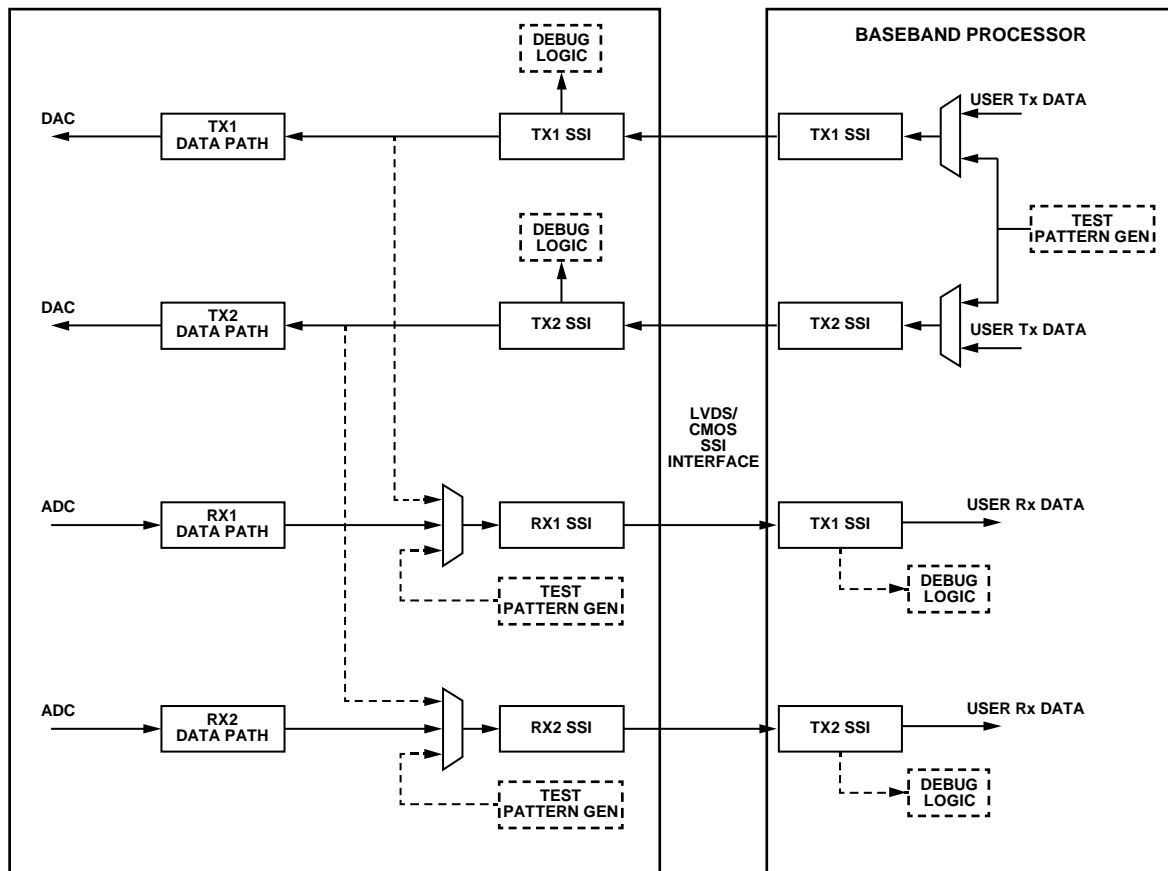 DEBUG
LOGIC
BASEBAND PROCESSOR
DAC
TX1
DATA PATH
TX1 SSI
TX1 SSI
USER Tx DATA
DEBUG
LOGIC
TEST
PATTERN GEN
DAC
TX2
DATA PATH
TX2 SSI
TX2 SSI
USER Tx DATA
LVDS/
CMOS
SSI
INTERFACE
ADC
RX1
DATA PATH
RX1 SSI
TX1 SSI
USER Rx DATA
TEST
PATTERN GEN
DEBUG
LOGIC
ADC
RX2
DATA PATH
RX2 SSI
TX2 SSI
USER Rx DATA
TEST
PATTERN GEN
DEBUG
LOGIC